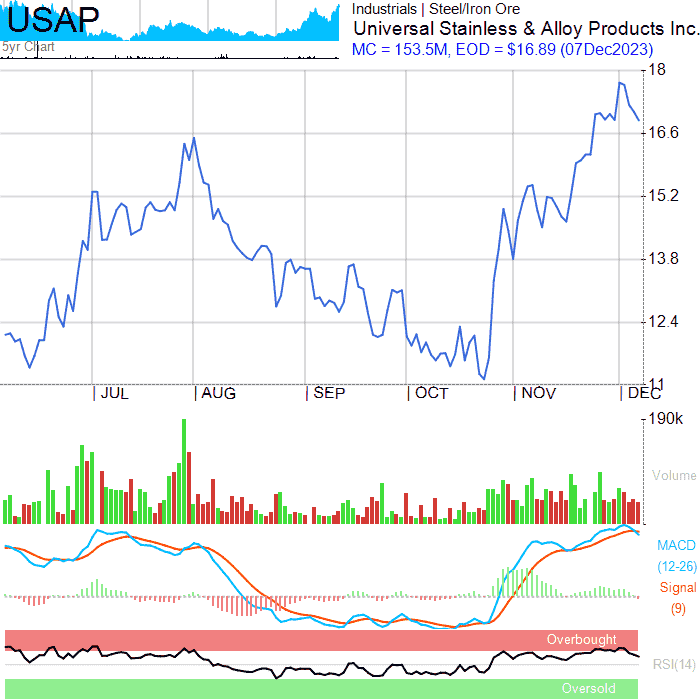 USAP
Industrials | Steel/Iron Ore
Universal Stainless & Alloy Products Inc.
MC = 153.5M, EOD = $16.89 (07Dec2023)
5yr Chart
18
16.6
15.2
13.8
12.4
11
JUL AUG SEP OCT NOV DEC
190k
Volume
MACD
(12-26)
Signal
(9)
Overbought
RSI(14)
Oversold